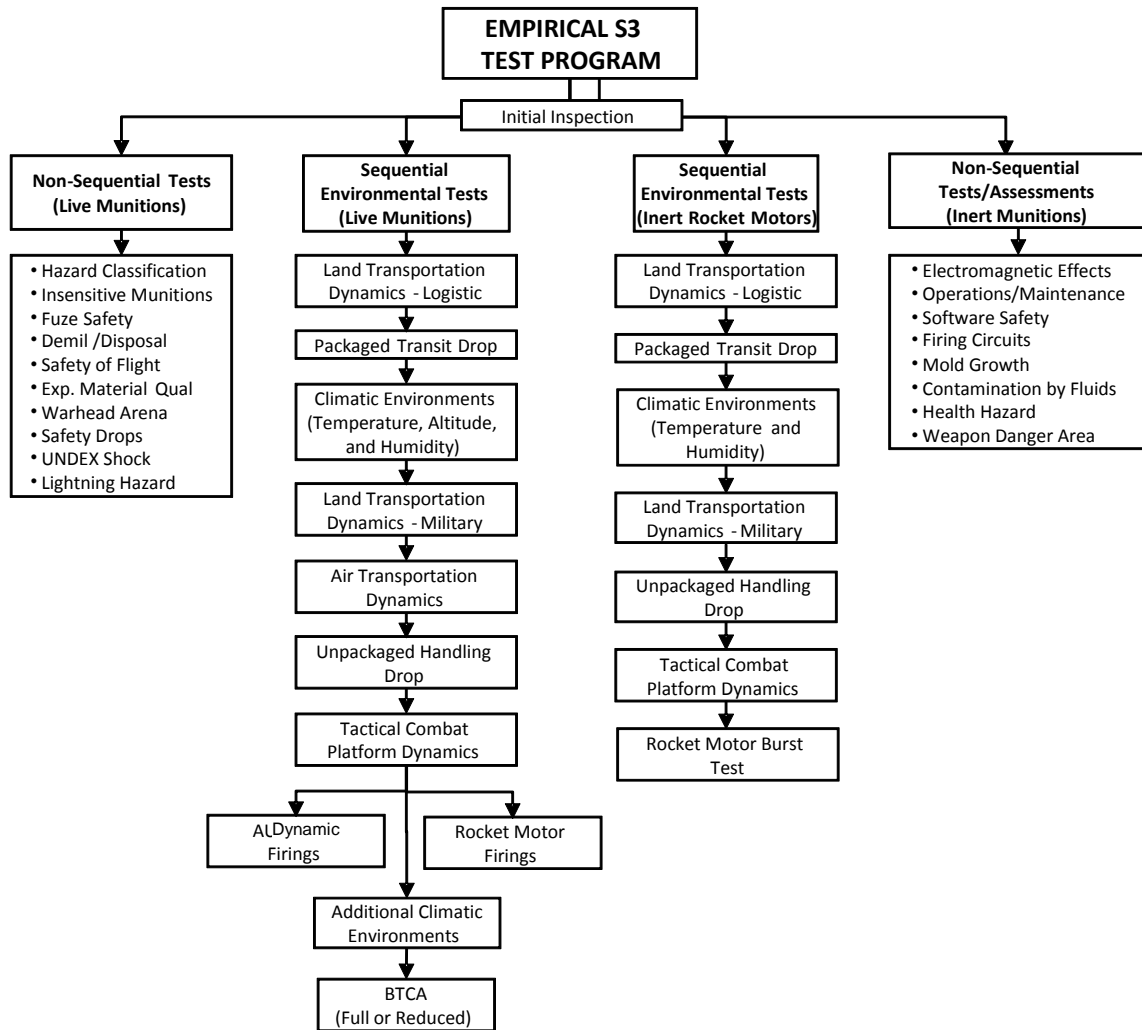 EMPIRICAL S3
TEST PROGRAM
Initial Inspection
Non-Sequential Tests
(Live Munitions)
• Hazard Classification
• Insensitive Munitions
• Fuze Safety
• Demil /Disposal
• Safety of Flight
• Exp. Material Qual
• Warhead Arena
• Safety Drops
• UNDEX Shock
• Lightning Hazard
Sequential
Environmental Tests
(Live Munitions)
Land Transportation
Dynamics - Logistic
Packaged Transit Drop
Climatic Environments
(Temperature, Altitude,
and Humidity)
Land Transportation
Dynamics - Military
Air Transportation
Dynamics
Unpackaged Handling
Drop
Tactical Combat
Platform Dynamics
Dynamic
Firings
Rocket Motor
Firings
Additional Climatic
Environments
BTCA
(Full or Reduced)
Sequential
Environmental Tests
(Inert Rocket Motors)
Land Transportation
Dynamics - Logistic
Packaged Transit Drop
Climatic Environments
(Temperature and
Humidity)
Land Transportation
Dynamics - Military
Unpackaged Handling
Drop
Tactical Combat
Platform Dynamics
Rocket Motor Burst
Test
Non-Sequential
Tests/Assessments
(Inert Munitions)
• Electromagnetic Effects
• Operations/Maintenance
• Software Safety
• Firing Circuits
• Mold Growth
• Contamination by Fluids
• Health Hazard
• Weapon Danger Area